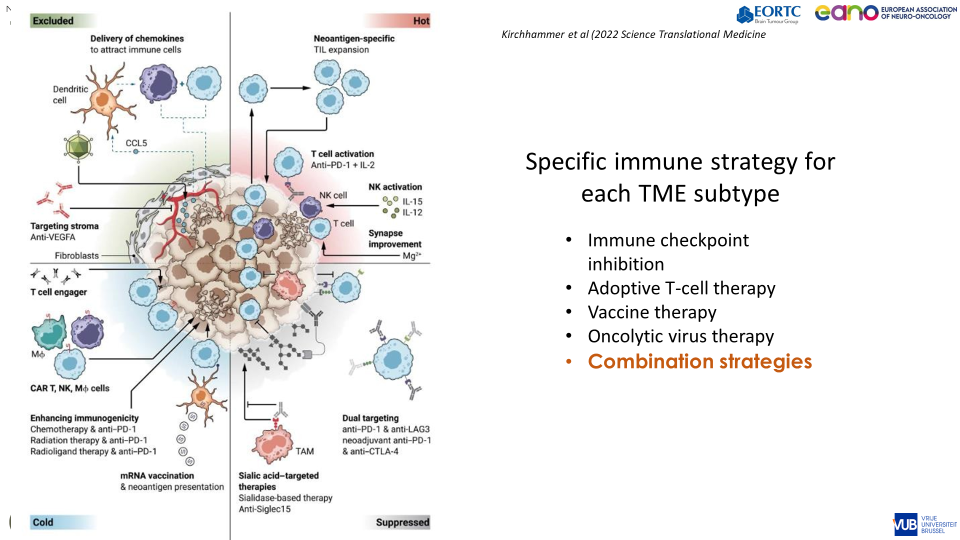 N
Excluded
Hot
EORTC
Brain Tumour Group
eano
EUROPEAN ASSOCIATION
OF NEURO-ONCOLOGY
Kirchhammer et al (2022 Science Translational Medicine
Delivery of chemokines
to attract immune cells
Dendritic
cell
+
CCL5
Targeting stroma
Anti-VEGFA
Fibroblasts
Neoantigen-specific
TIL expansion
T cell activation
Anti–PD-1 + IL-2
NK cell
NK activation
IL-15
IL-12
T cell
Synapse
improvement
Mg²⁺
T cell engager
Mϕ
CAR T, NK, Mϕ cells
Enhancing immunogenicity
Chemotherapy & anti–PD-1
Radiation therapy & anti–PD-1
Radioligand therapy & anti–PD-1
mRNA vaccination
& neoantigen presentation
Cold
TAM
Sialic acid–targeted
therapies
Sialidase-based therapy
Anti-Siglec15
Dual targeting
anti–PD-1 & anti-LAG3
neoadjuvant anti–PD-1
& anti–CTLA-4
Suppressed
Specific immune strategy for
each TME subtype
• Immune checkpoint
inhibition
• Adoptive T-cell therapy
• Vaccine therapy
• Oncolytic virus therapy
• Combination strategies
VUB
VRIJE
UNIVERSITEIT
BRUSSEL